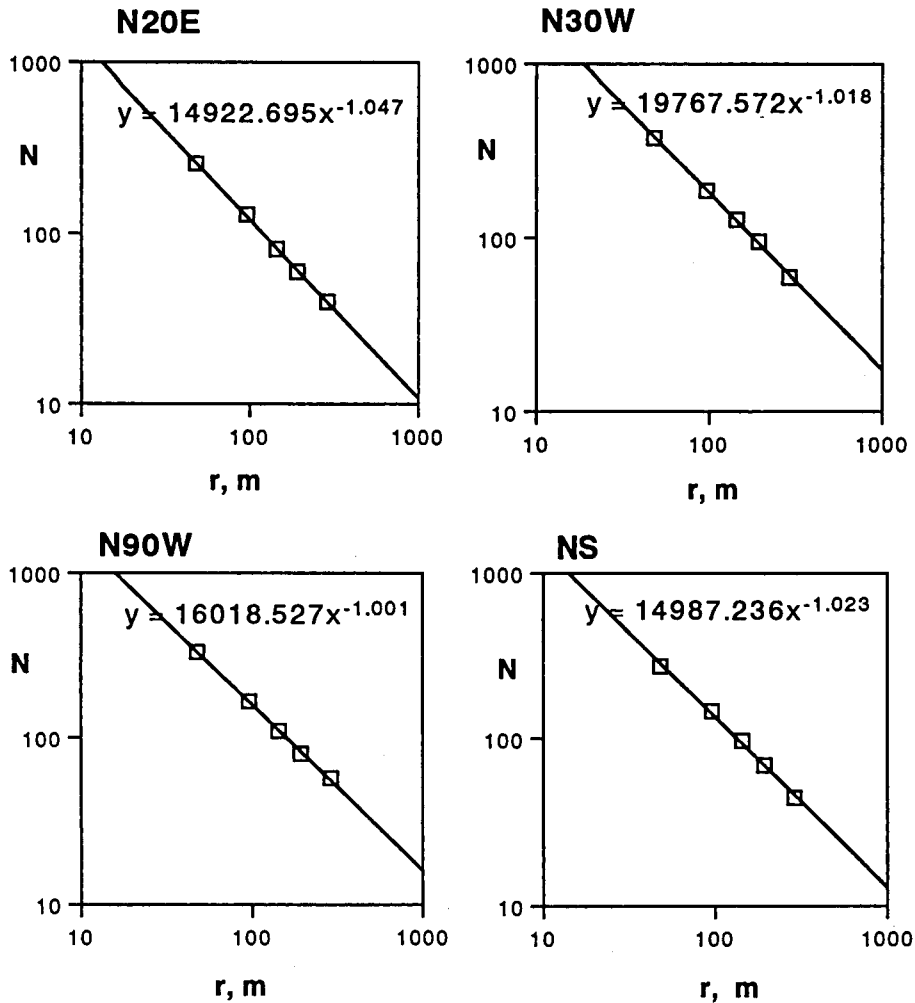 N20E
1000
y = 14922.695x^-1.047
N
100
10
10 100 1000
r, m
N30W
1000
y = 19767.572x^-1.018
N
100
10
10 100 1000
r, m
N90W
1000
y = 16018.527x^-1.001
N
100
10
10 100 1000
r, m
NS
1000
y = 14987.236x^-1.023
N
100
10
10 100 1000
r, m